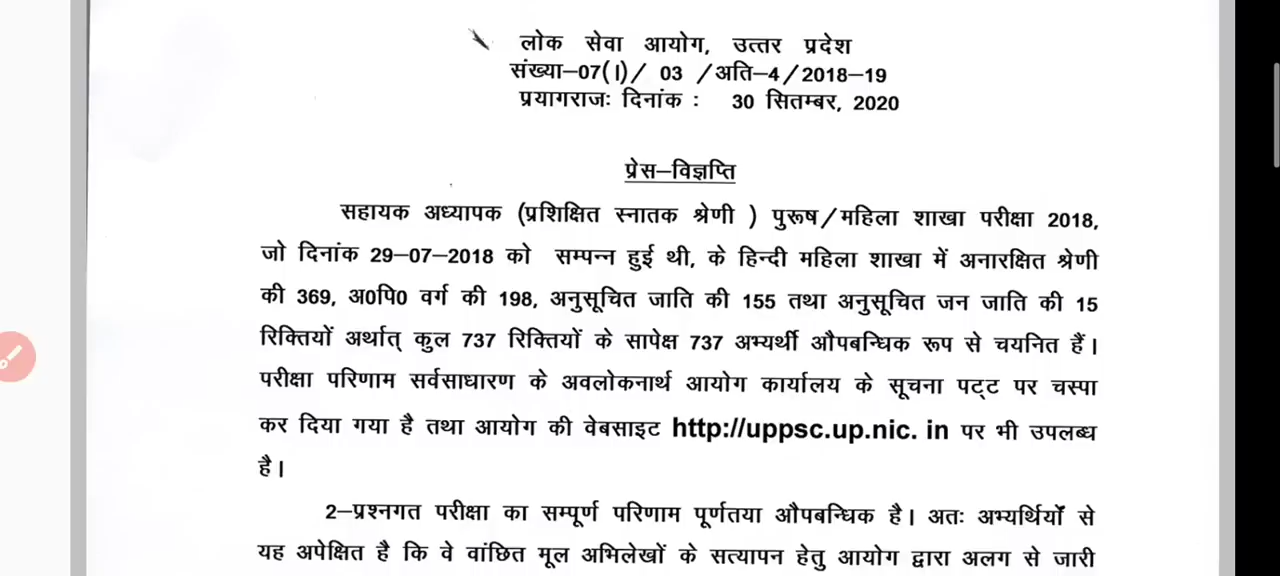 लोक सेवा आयोग, उत्तर प्रदेश
संख्या–07(I)/ 03 /अति–4/2018–19
प्रयागराजः दिनांक : 30 सितम्बर, 2020
प्रेस–विज्ञप्ति
सहायक अध्यापक (प्रशिक्षित स्नातक श्रेणी ) पुरूष/महिला शाखा परीक्षा 2018,
जो दिनांक 29–07–2018 को सम्पन्न हुई थी, के हिन्दी महिला शाखा में अनारक्षित श्रेणी
की 369, अ0पि0 वर्ग की 198, अनुसूचित जाति की 155 तथा अनुसूचित जन जाति की 15
रिक्तियों अर्थात् कुल 737 रिक्तियों के सापेक्ष 737 अभ्यर्थी औपबन्धिक रूप से चयनित हैं।
परीक्षा परिणाम सर्वसाधारण के अवलोकनार्थ आयोग कार्यालय के सूचना पट्ट पर चस्पा
कर दिया गया है तथा आयोग की वेबसाइट http://uppsc.up.nic. in पर भी उपलब्ध
है।
2–प्रश्नगत परीक्षा का सम्पूर्ण परिणाम पूर्णतया औपबन्धिक है। अतः अभ्यर्थियों से
यह अपेक्षित है कि वे वांछित मूल अभिलेखों के सत्यापन हेतु आयोग द्वारा अलग से जारी